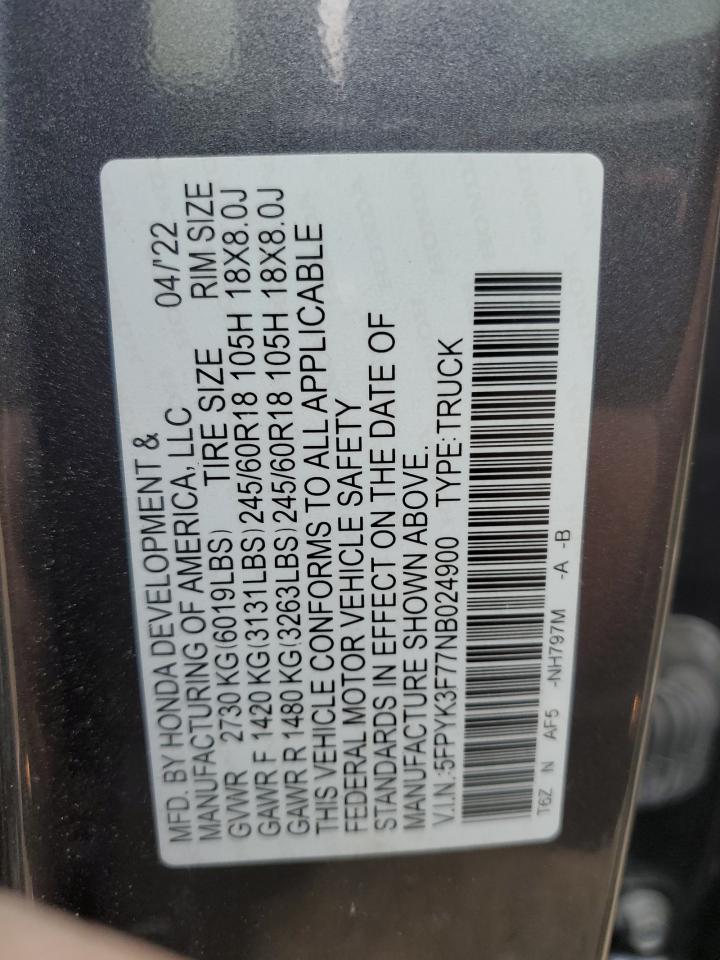 MFD. BY HONDA DEVELOPMENT &
MANUFACTURING OF AMERICA, LLC 04/'22
GVWR 2730 KG (6019LBS) TIRE SIZE RIM SIZE
GAWR F 1420 KG (3131LBS) 245/60R18 105H 18X8.0J
GAWR R 1480 KG (3263LBS) 245/60R18 105H 18X8.0J
THIS VEHICLE CONFORMS TO ALL APPLICABLE
FEDERAL MOTOR VEHICLE SAFETY
STANDARDS IN EFFECT ON THE DATE OF
MANUFACTURE SHOWN ABOVE.
V.I.N.:5FPYK3F77NB024900 TYPE:TRUCK
T6Z N AF5 -NH797M -A -B